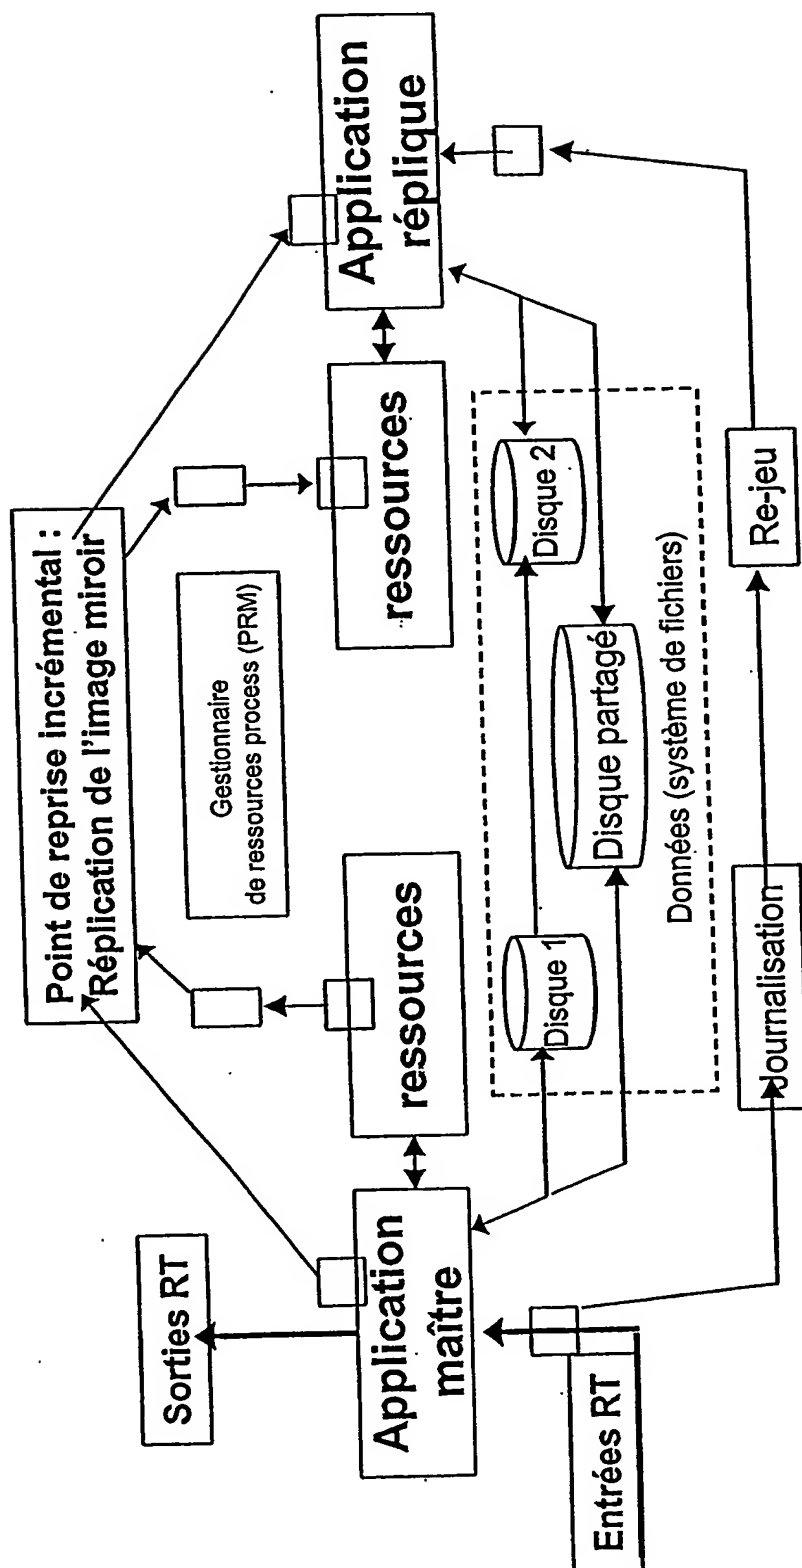 Point de reprise incrémental :
Réplication de l'image miroir
Sorties RT
Gestionnaire
de ressources process (PRM)
Application
maître
ressources
ressources
Application
réplique
Disque 1
Disque 2
Disque partagé
Données (système de fichiers)
Entrées RT
Journalisation
Re-jeu